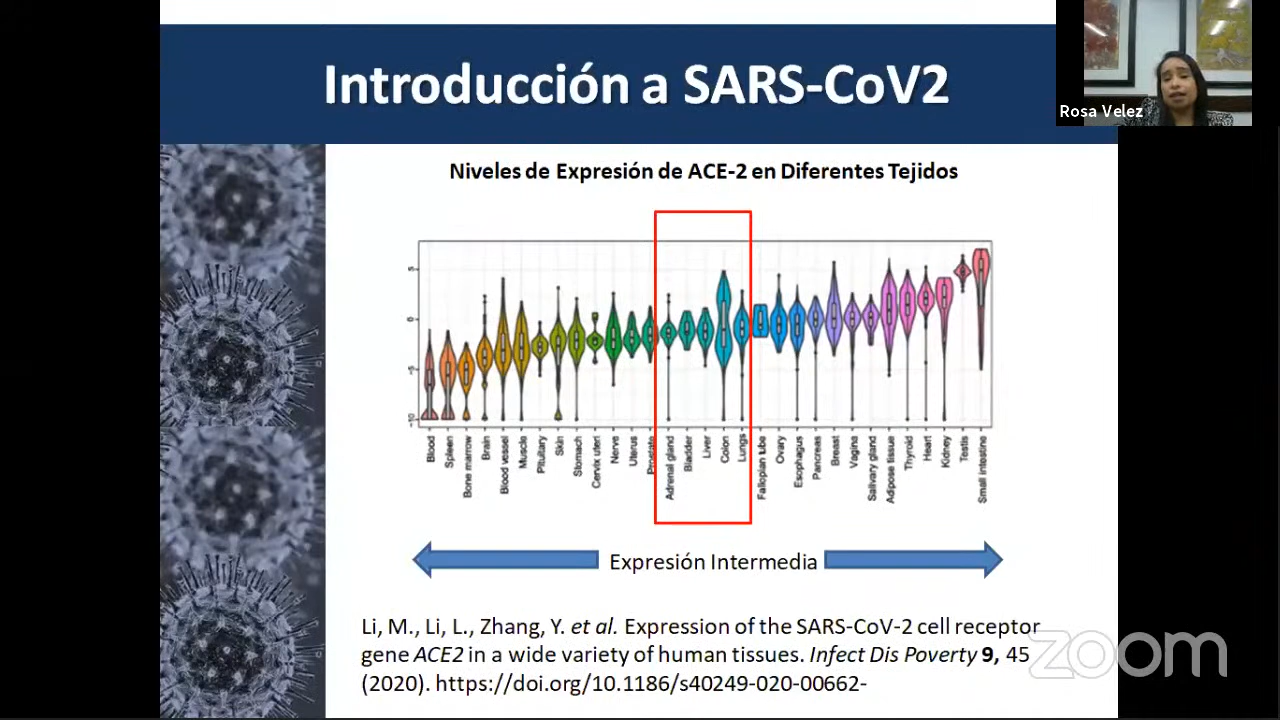 Introducción a SARS-CoV2
Rosa Velez
Niveles de Expresión de ACE-2 en Diferentes Tejidos
5
0
-5
-10
Blood
Spleen
Bone marrow
Brain
Blood vessel
Muscle
Pituitary
Skin
Stomach
Cervix uteri
Nerve
Uterus
Prostate
Adrenal gland
Bladder
Liver
Colon
Lungs
Fallopian tube
Ovary
Esophagus
Pancreas
Breast
Vagina
Salivary gland
Adipose tissue
Thyroid
Heart
Kidney
Testis
Small intestine
Expresión Intermedia
Li, M., Li, L., Zhang, Y. et al. Expression of the SARS-CoV-2 cell receptor
gene ACE2 in a wide variety of human tissues. Infect Dis Poverty 9, 45
(2020). https://doi.org/10.1186/s40249-020-00662-
zoom